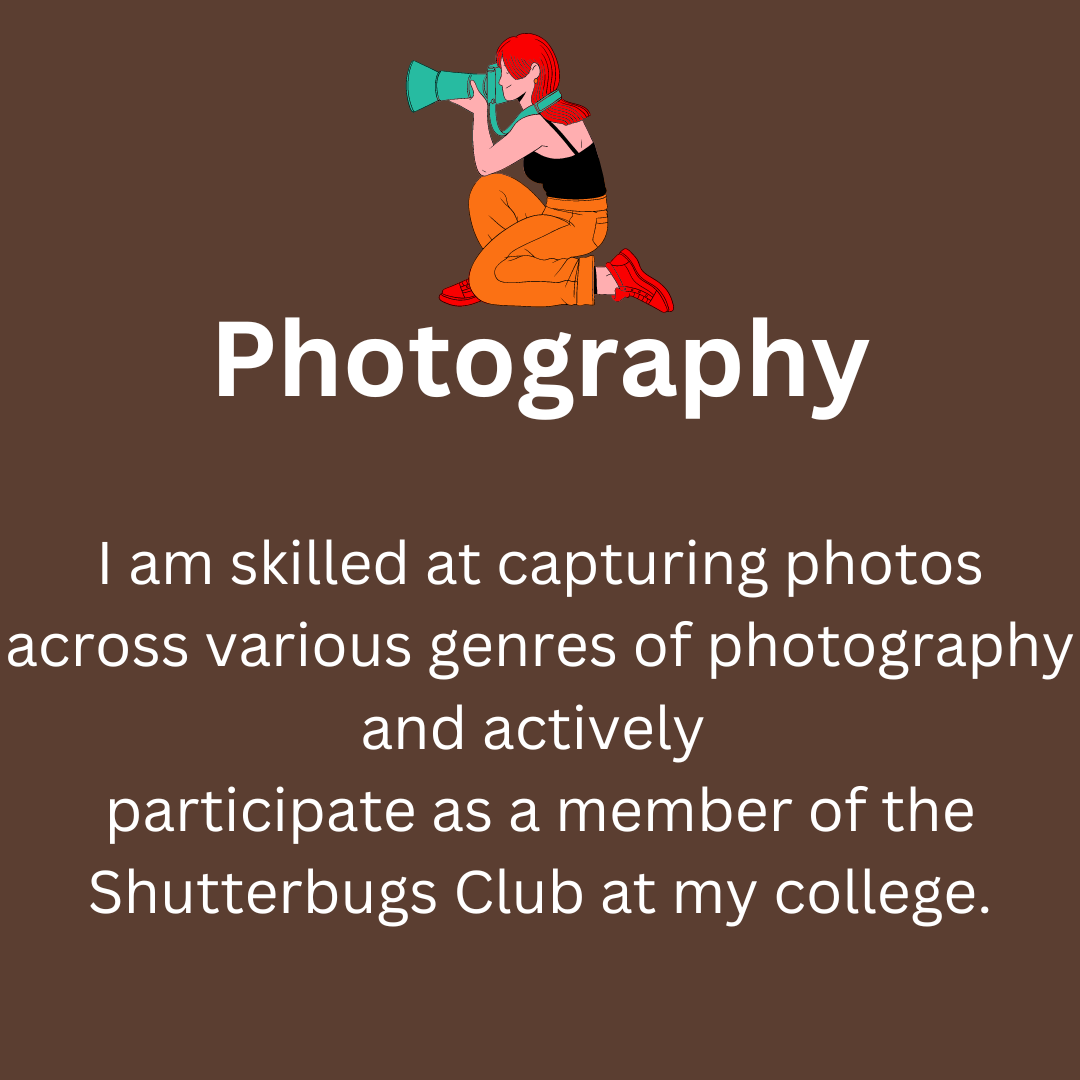 Photography
I am skilled at capturing photos
across various genres of photography
and actively
participate as a member of the
Shutterbugs Club at my college.